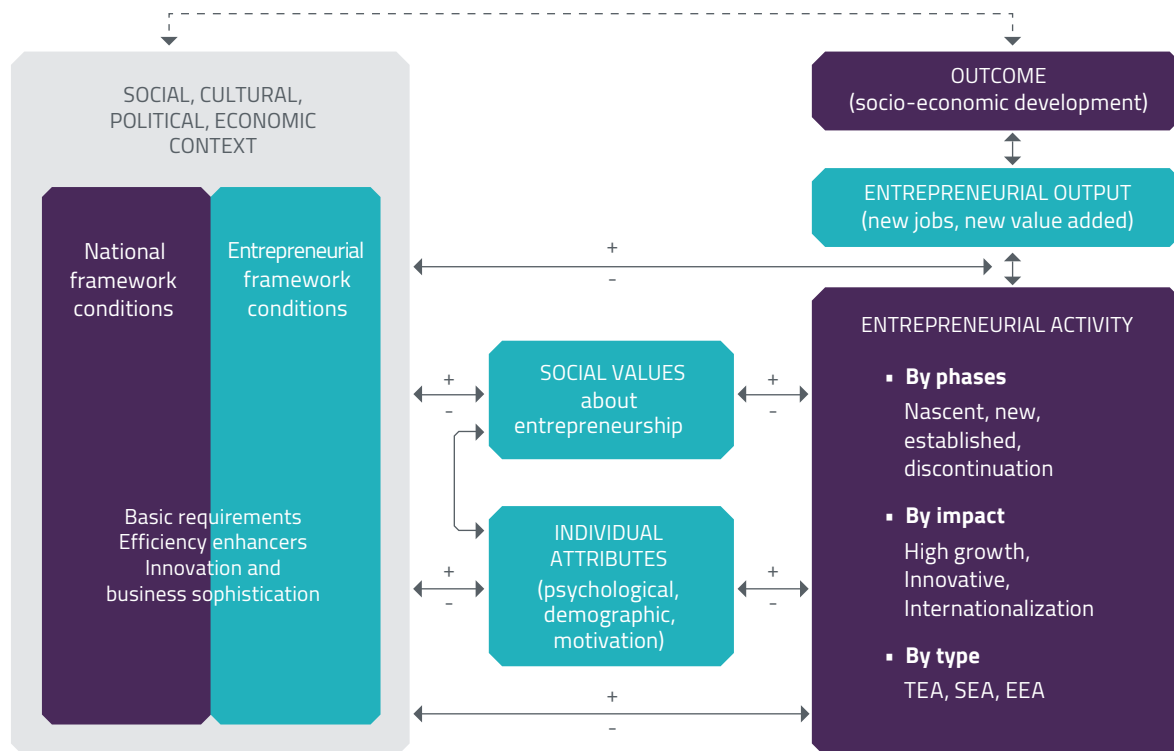 SOCIAL, CULTURAL,
POLITICAL, ECONOMIC
CONTEXT
National
framework
conditions
Entrepreneurial
framework
conditions
Basic requirements
Efficiency enhancers
Innovation and
business sophistication
+
-
+
-
SOCIAL VALUES
about
entrepreneurship
+
-
+
-
INDIVIDUAL
ATTRIBUTES
(psychological,
demographic,
motivation)
+
-
+
-
OUTCOME
(socio-economic development)
ENTREPRENEURIAL OUTPUT
(new jobs, new value added)
ENTREPRENEURIAL ACTIVITY
▪ By phases
Nascent, new,
established,
discontinuation
▪ By impact
High growth,
Innovative,
Internationalization
▪ By type
TEA, SEA, EEA